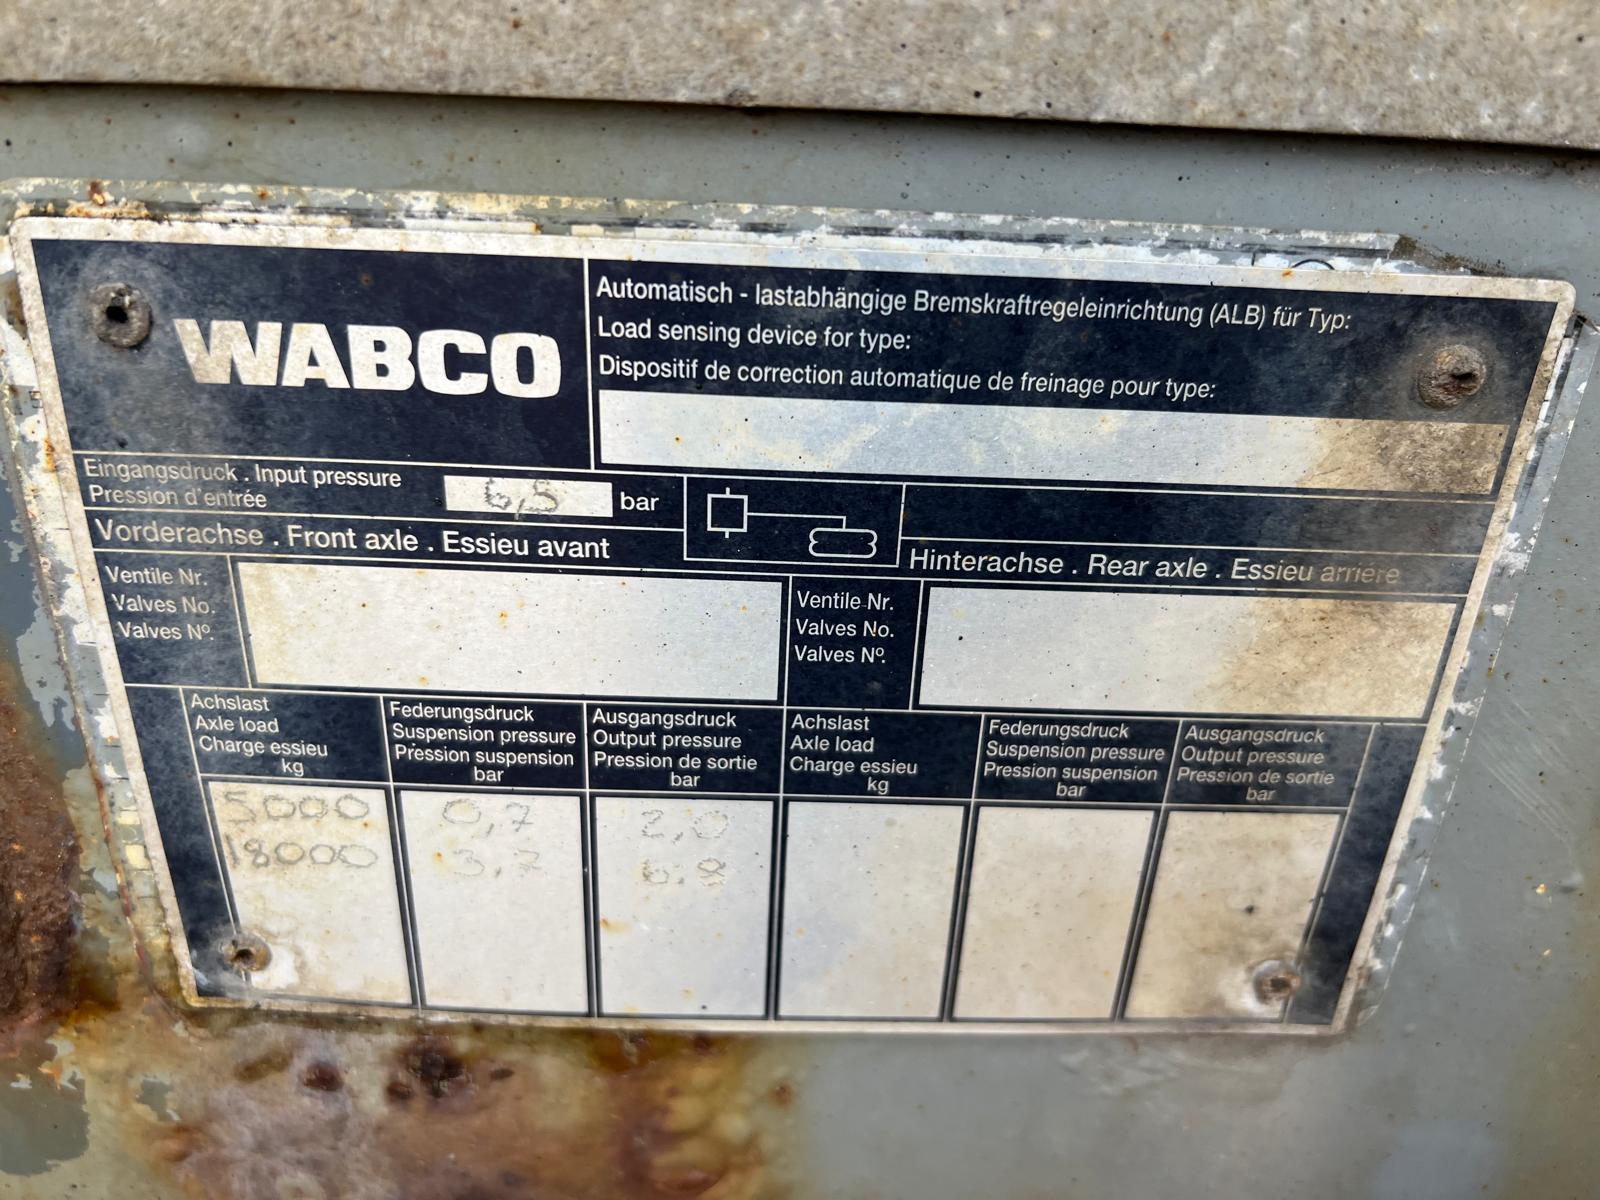 WABCO
Automatisch - lastabhängige Bremskraftregeleinrichtung (ALB) für Typ:
Load sensing device for type:
Dispositif de correction automatique de freinage pour type:
Eingangsdruck . Input pressure
Pression d'entrée
6,5 bar
Vorderachse . Front axle . Essieu avant
Hinterachse . Rear axle . Essieu arrière
Ventile Nr.
Valves No.
Valves Nº.
Ventile Nr.
Valves No.
Valves Nº.
Achslast
Axle load
Charge essieu
kg
Federungsdruck
Suspension pressure
Pression suspension
bar
Ausgangsdruck
Output pressure
Pression de sortie
bar
Achslast
Axle load
Charge essieu
kg
Federungsdruck
Suspension pressure
Pression suspension
bar
Ausgangsdruck
Output pressure
Pression de sortie
bar
5000 0,7 2,0
18000 3,7 6.8